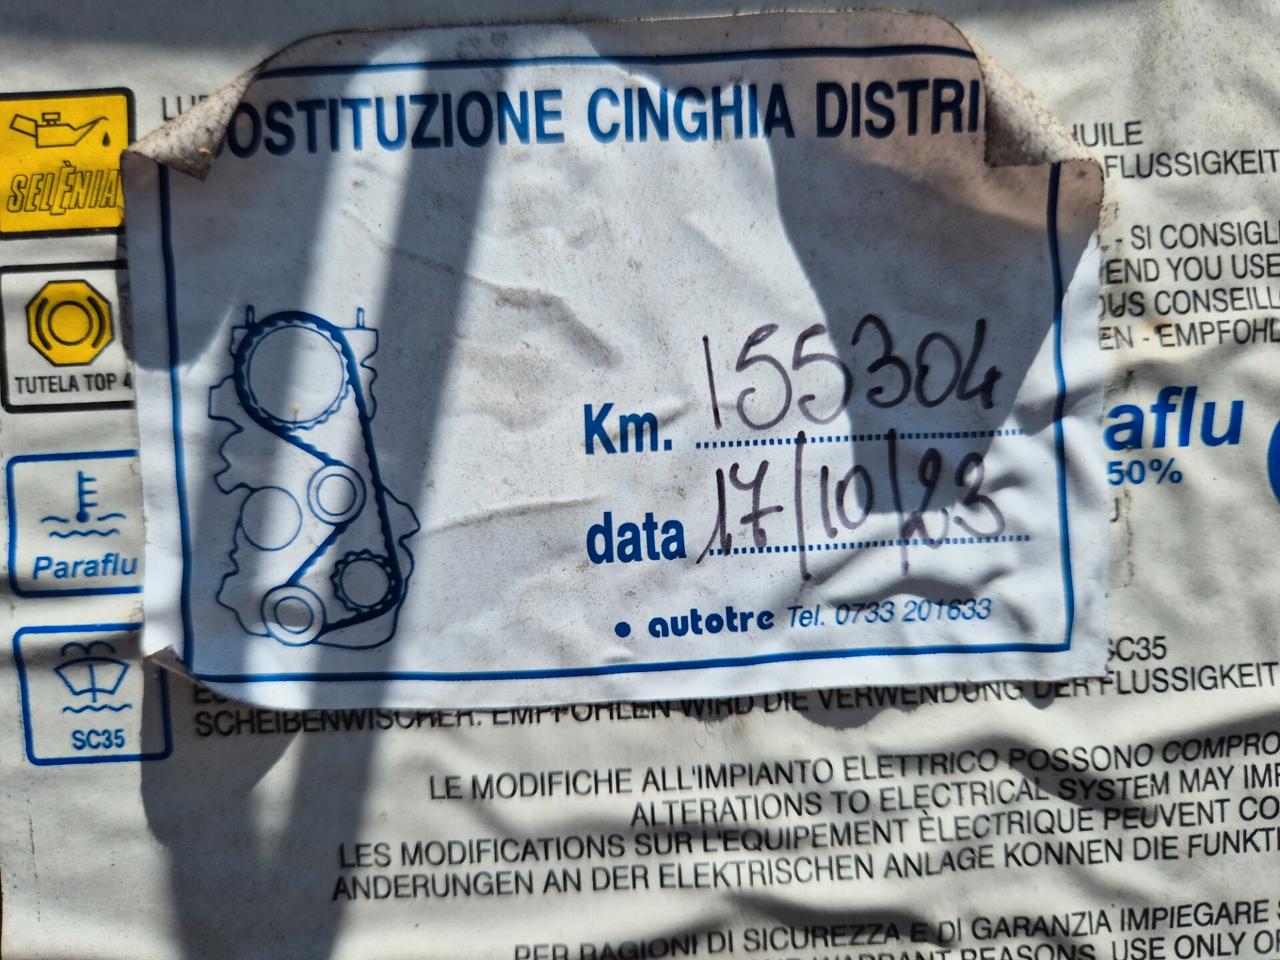 OSTITUZIONE CINGHIA DISTRI
Km. 155304
data 17/10/23
• autotre Tel. 0733 201633
SELÈNIA
TUTELA TOP 4
Paraflu
SC35
HUILE
FLUSSIGKEIT
- SI CONSIGLI
END YOU USE
OUS CONSEILL
EN - EMPFOHL
aflu
50%
SC35
SCHEIBENWISCHER. EMPFOHLEN WIRD DIE VERWENDUNG DER FLUSSIGKEIT
LE MODIFICHE ALL'IMPIANTO ELETTRICO POSSONO COMPRO
ALTERATIONS TO ELECTRICAL SYSTEM MAY IMP
LES MODIFICATIONS SUR L'EQUIPEMENT ÈLECTRIQUE PEUVENT CO
ANDERUNGEN AN DER ELEKTRISCHEN ANLAGE KONNEN DIE FUNKTI
PER RAGIONI DI SICUREZZA E DI GARANZIA IMPIEGARE
WARRANT REASONS, USE ONLY